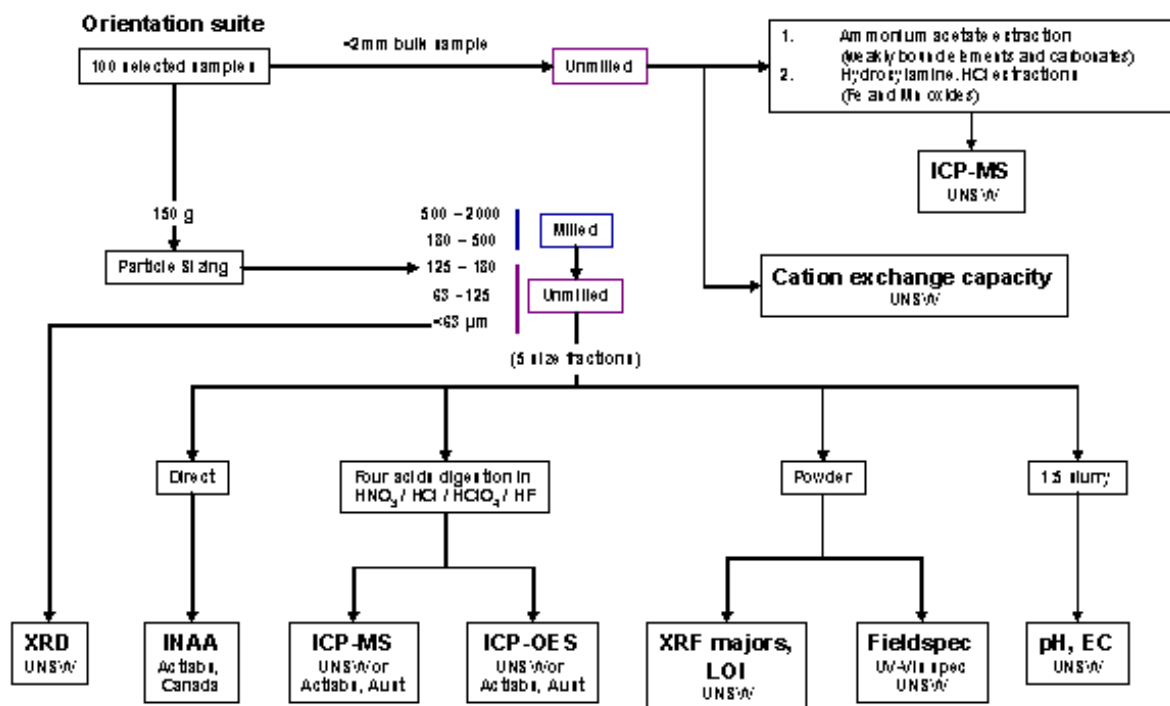 Orientation suite
100 selected samples
<2mm bulk sample
Unmilled
1. Ammonium acetate extraction
(weakly bound elements and carbonates)
2. Hydroxylamine.HCl extractions
(Fe and Mn oxides)
ICP-MS
UNSW
Cation exchange capacity
UNSW
150 g
Particle Sizing
500 – 2000
180 – 500
125 – 180
63 – 125
<63 µm
Milled
Unmilled
(5 size fractions)
Direct
Four acids digestion in
HNO₃ / HCl / HClO₄ / HF
Powder
1:5 slurry
XRD
UNSW
INAA
Actlabs,
Canada
ICP-MS
UNSW or
Actlabs, Aust
ICP-OES
UNSW or
Actlabs, Aust
XRF majors,
LOI
UNSW
Fieldspec
UV-Vis spec
UNSW
pH, EC
UNSW